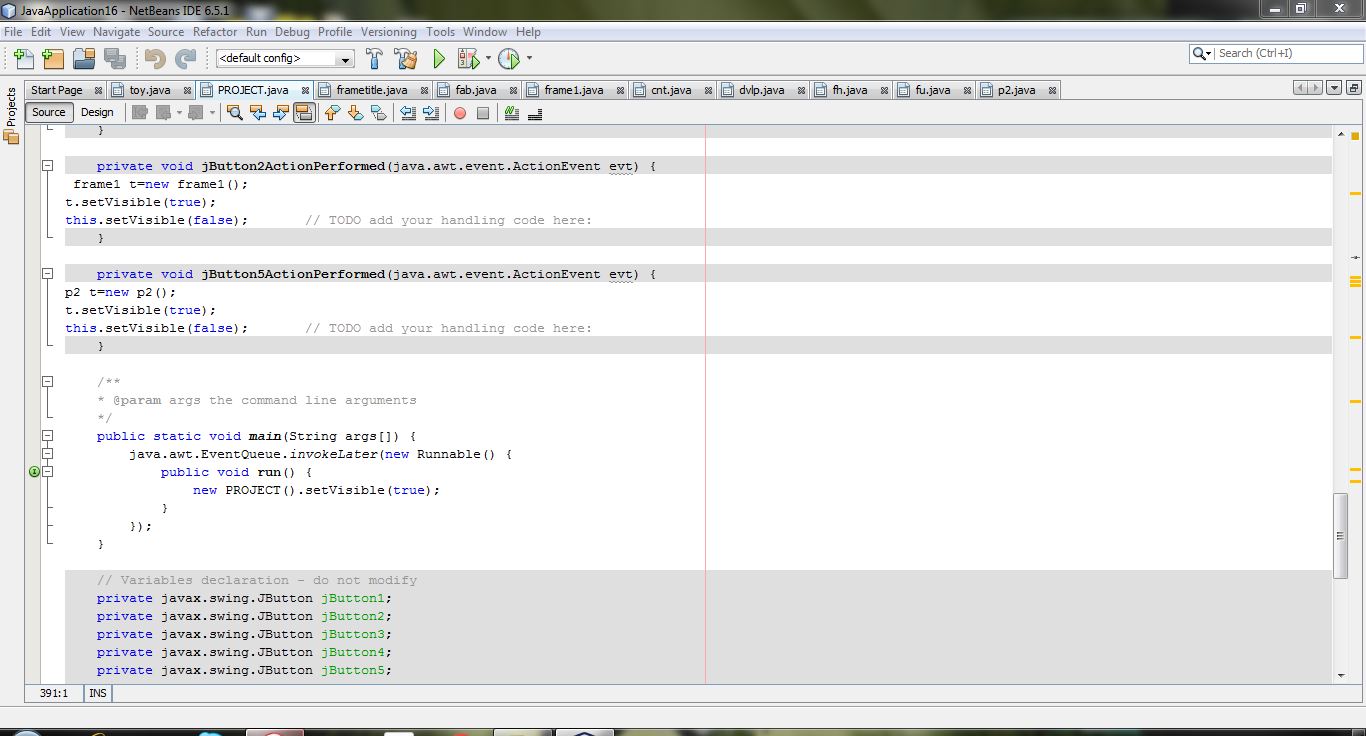 JavaApplication16 - NetBeans IDE 6.5.1
File Edit View Navigate Source Refactor Run Debug Profile Versioning Tools Window Help
<default config>
Search (Ctrl+I)
Projects
Start Page toy.java PROJECT.java frametitle.java fab.java frame1.java cnt.java dvlp.java fh.java fu.java p2.java
Source Design
}
private void jButton2ActionPerformed(java.awt.event.ActionEvent evt) {
frame1 t=new frame1();
t.setVisible(true);
this.setVisible(false); // TODO add your handling code here:
}
private void jButton5ActionPerformed(java.awt.event.ActionEvent evt) {
p2 t=new p2();
t.setVisible(true);
this.setVisible(false); // TODO add your handling code here:
}
/**
* @param args the command line arguments
*/
public static void main(String args[]) {
java.awt.EventQueue.invokeLater(new Runnable() {
public void run() {
new PROJECT().setVisible(true);
}
});
}
// Variables declaration - do not modify
private javax.swing.JButton jButton1;
private javax.swing.JButton jButton2;
private javax.swing.JButton jButton3;
private javax.swing.JButton jButton4;
private javax.swing.JButton jButton5;
391:1 INS